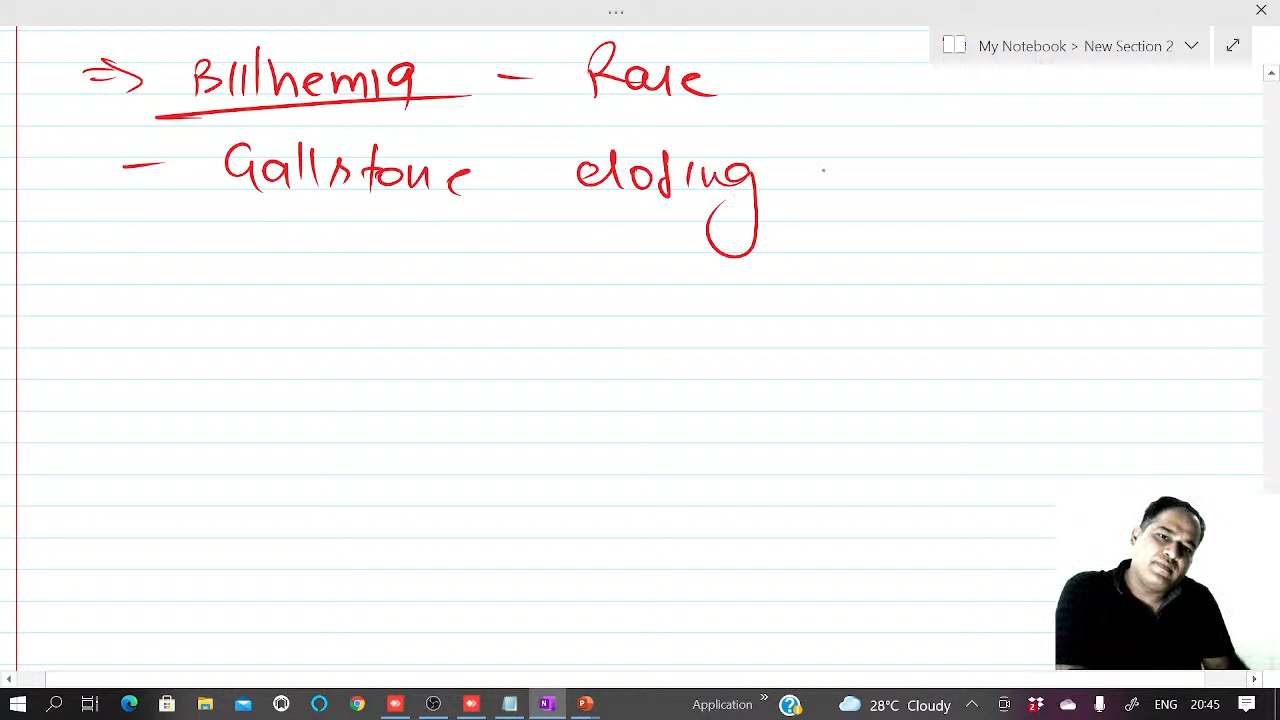 ...
My Notebook > New Section 2
⇒ Bilhemia - Rare
- Gallstone eroding
Application
28°C Cloudy
ENG
20:45